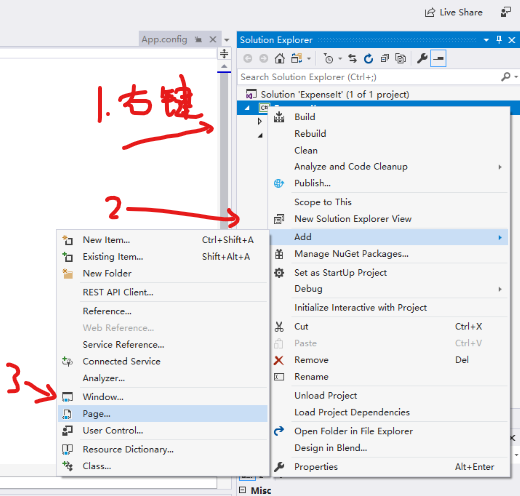 Live Share
App.config
Solution Explorer
Search Solution Explorer (Ctrl+;)
Solution 'ExpenseIt' (1 of 1 project)
1.右键
2
3
Build
Rebuild
Clean
Analyze and Code Cleanup
Publish...
Scope to This
New Solution Explorer View
Add
Manage NuGet Packages...
Set as StartUp Project
Debug
Initialize Interactive with Project
Cut Ctrl+X
Paste Ctrl+V
Remove Del
Rename
Unload Project
Load Project Dependencies
Open Folder in File Explorer
Design in Blend...
Properties Alt+Enter
New Item... Ctrl+Shift+A
Existing Item... Shift+Alt+A
New Folder
REST API Client...
Reference...
Web Reference...
Service Reference...
Connected Service
Analyzer...
Window...
Page...
User Control...
Resource Dictionary...
Class...
Misc